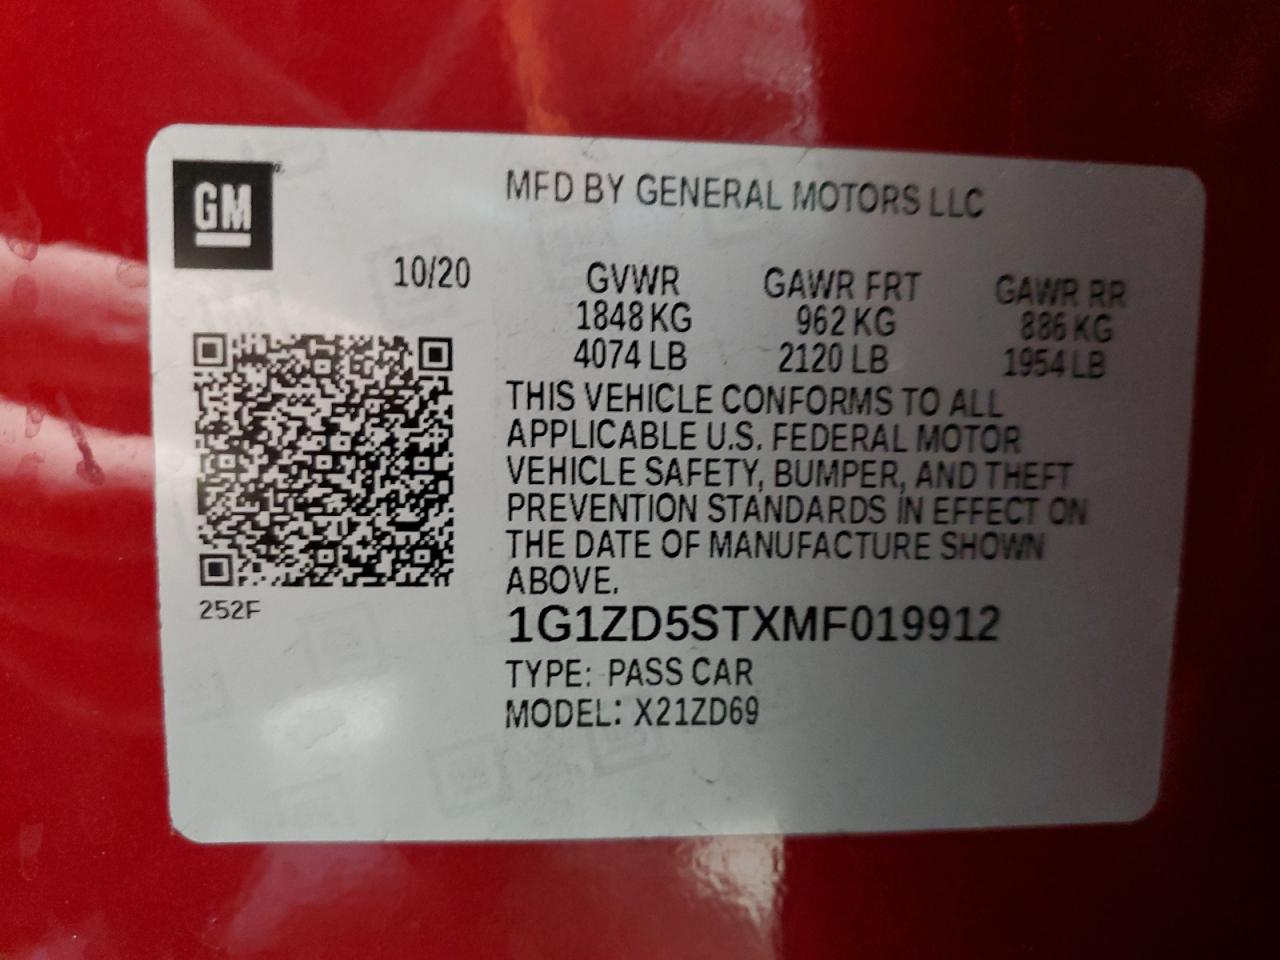 GM
MFD BY GENERAL MOTORS LLC
10/20
GVWR GAWR FRT GAWR RR
1848 KG 962 KG 886 KG
4074 LB 2120 LB 1954 LB
THIS VEHICLE CONFORMS TO ALL
APPLICABLE U.S. FEDERAL MOTOR
VEHICLE SAFETY, BUMPER, AND THEFT
PREVENTION STANDARDS IN EFFECT ON
THE DATE OF MANUFACTURE SHOWN
ABOVE.
252F
1G1ZD5STXMF019912
TYPE: PASS CAR
MODEL: X21ZD69